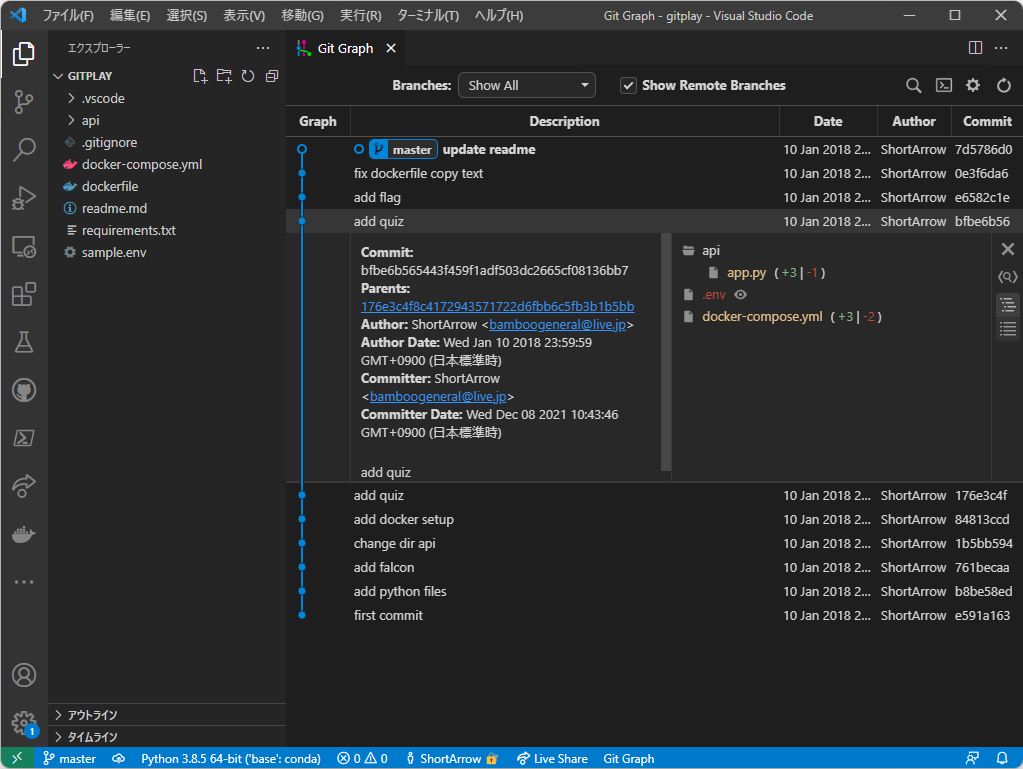 ファイル(F) 編集(E) 選択(S) 表示(V) 移動(G) 実行(R) ターミナル(T) ヘルプ(H) Git Graph - gitplay - Visual Studio Code
エクスプローラー
Git Graph
GITPLAY
.vscode
api
.gitignore
docker-compose.yml
dockerfile
readme.md
requirements.txt
sample.env
アウトライン
タイムライン
1
Branches: Show All Show Remote Branches
Graph Description Date Author Commit
master update readme 10 Jan 2018 2... ShortArrow 7d5786d0
fix dockerfile copy text 10 Jan 2018 2... ShortArrow 0e3f6da6
add flag 10 Jan 2018 2... ShortArrow e6582c1e
add quiz 10 Jan 2018 2... ShortArrow bfbe6b56
Commit:
bfbe6b565443f459f1adf503dc2665cf08136bb7
Parents:
176e3c4f8c4172943571722d6fbb6c5fb3b1b5bb
Author: ShortArrow <bamboogeneral@live.jp>
Author Date: Wed Jan 10 2018 23:59:59
GMT+0900 (日本標準時)
Committer: ShortArrow
<bamboogeneral@live.jp>
Committer Date: Wed Dec 08 2021 10:43:46
GMT+0900 (日本標準時)
add quiz
api
app.py (+3|-1)
.env
docker-compose.yml (+3|-2)
add quiz 10 Jan 2018 2... ShortArrow 176e3c4f
add docker setup 10 Jan 2018 2... ShortArrow 84813ccd
change dir api 10 Jan 2018 2... ShortArrow 1b5bb594
add falcon 10 Jan 2018 2... ShortArrow 761becaa
add python files 10 Jan 2018 2... ShortArrow b8be58ed
first commit 10 Jan 2018 2... ShortArrow e591a163
master Python 3.8.5 64-bit ('base': conda) 0 0 ShortArrow Live Share Git Graph